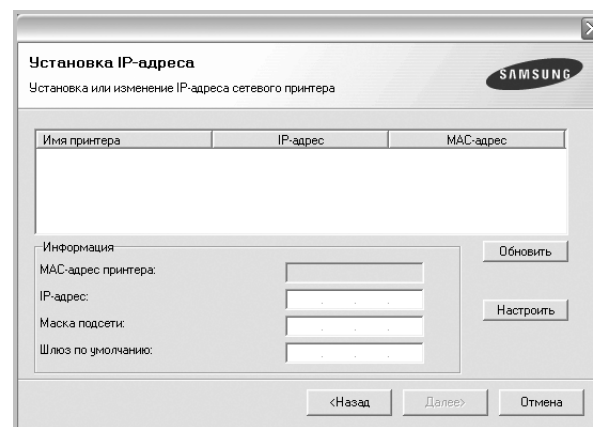 Установка IP-адреса
Установка или изменение IP-адреса сетевого принтера
SAMSUNG
Имя принтера IP-адрес MAC-адрес
Информация
Обновить
MAC-адрес принтера:
IP-адрес:
Настроить
Маска подсети:
Шлюз по умолчанию:
<Назад Далее> Отмена